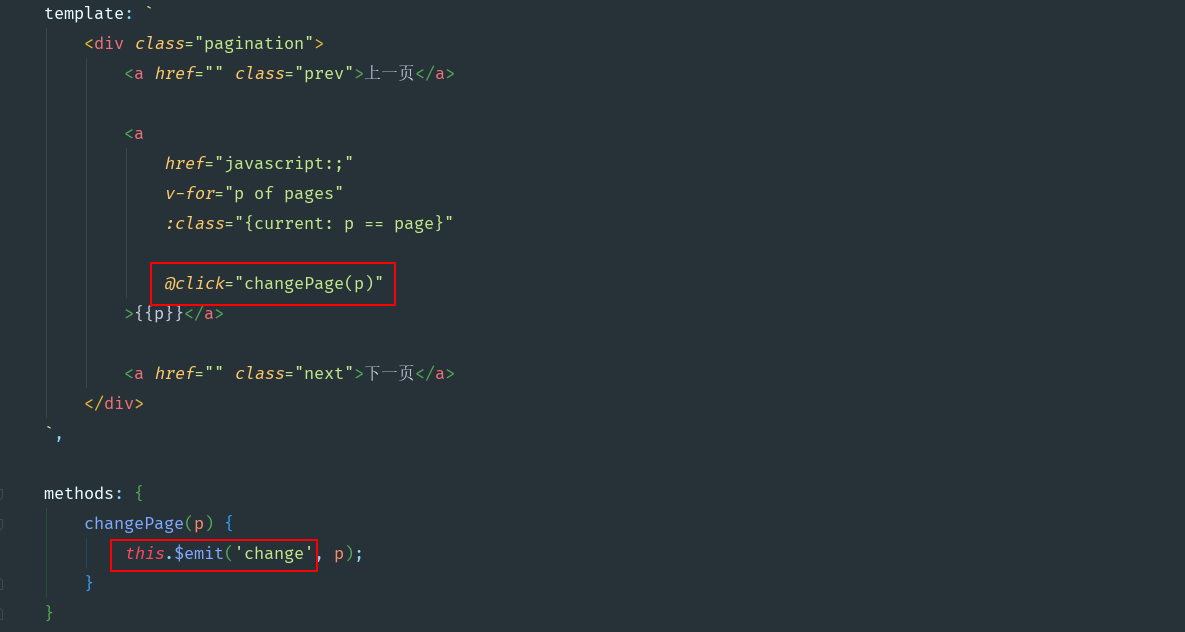 template: `
<div class="pagination">
<a href="" class="prev">上一页</a>
<a
href="javascript:;"
v-for="p of pages"
:class="{current: p == page}"
@click="changePage(p)"
>{{p}}</a>
<a href="" class="next">下一页</a>
</div>
`,
methods: {
changePage(p) {
this.$emit('change', p);
}
}